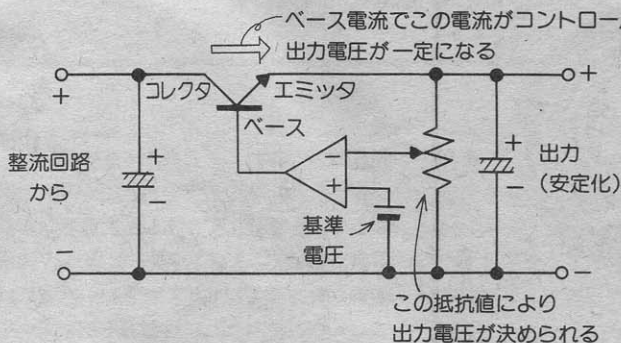 ベース電流でこの電流がコントロー
出力電圧が一定になる
+
コレクタ
エミッタ
+
+
ベース
整流回路
から
+
−
−
+
+
−
出力
(安定化)
基準
電圧
−
−
この抵抗値により
出力電圧が決められる